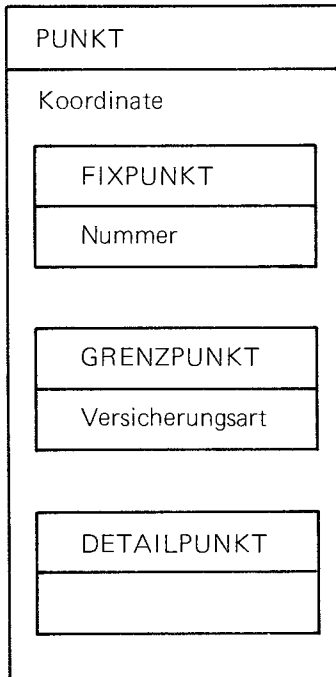 PUNKT
Koordinate
FIXPUNKT
Nummer
GRENZPUNKT
Versicherungsart
DETAILPUNKT